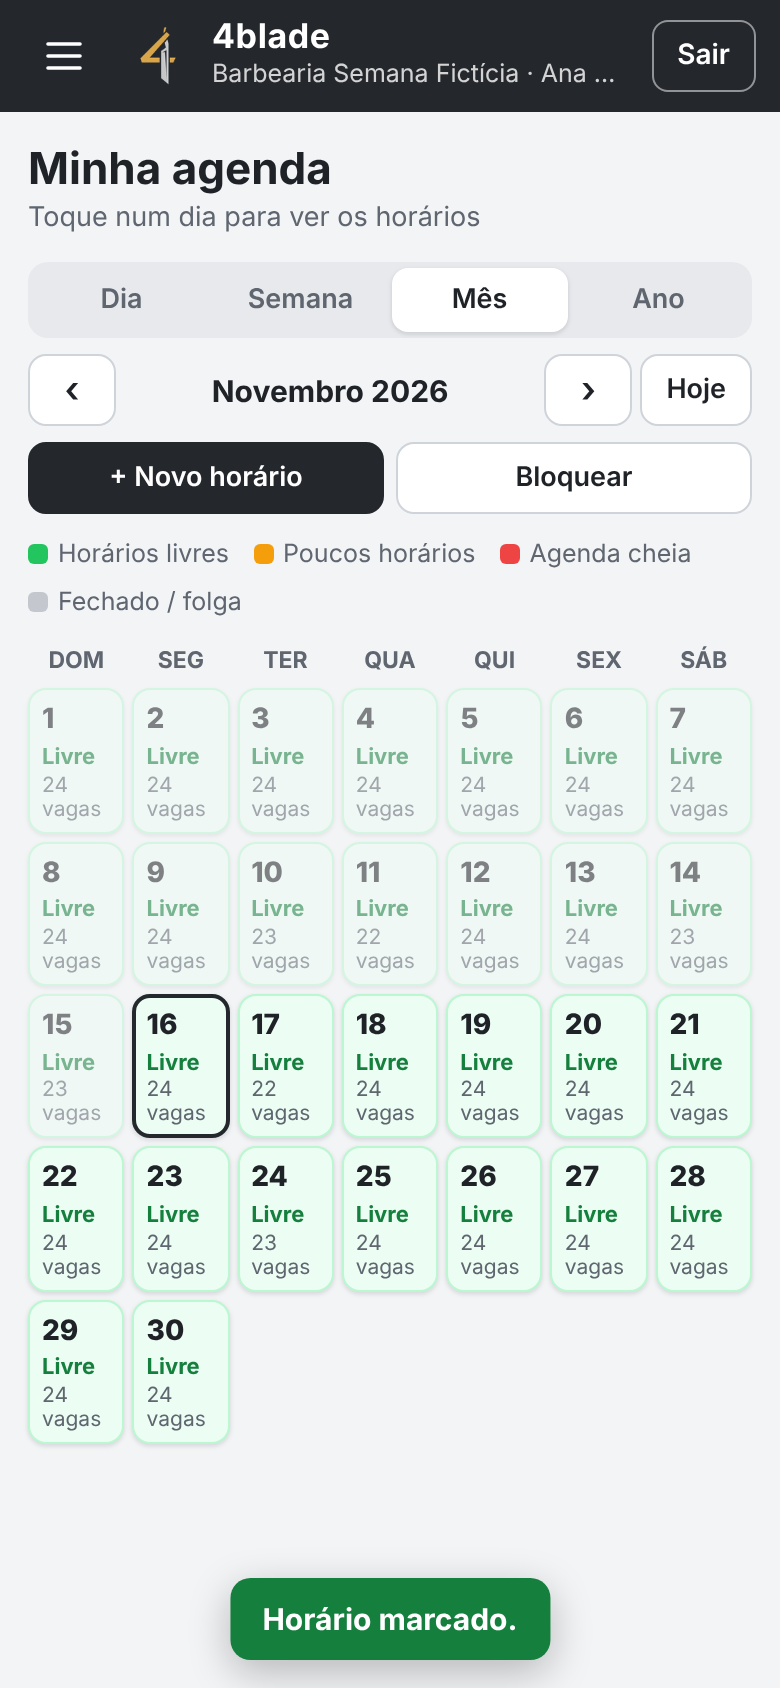 4blade
Barbearia Semana Fictícia · Ana ...
Sair
Minha agenda
Toque num dia para ver os horários
Dia Semana Mês Ano
‹ Novembro 2026 › Hoje
+ Novo horário Bloquear
Horários livres Poucos horários Agenda cheia
Fechado / folga
DOM SEG TER QUA QUI SEX SÁB
1 2 3 4 5 6 7
Livre Livre Livre Livre Livre Livre Livre
24 24 24 24 24 24 24
vagas vagas vagas vagas vagas vagas vagas
8 9 10 11 12 13 14
Livre Livre Livre Livre Livre Livre Livre
24 24 23 22 24 24 23
vagas vagas vagas vagas vagas vagas vagas
15 16 17 18 19 20 21
Livre Livre Livre Livre Livre Livre Livre
23 24 22 24 24 24 24
vagas vagas vagas vagas vagas vagas vagas
22 23 24 25 26 27 28
Livre Livre Livre Livre Livre Livre Livre
24 24 23 24 24 24 24
vagas vagas vagas vagas vagas vagas vagas
29 30
Livre Livre
24 24
vagas vagas
Horário marcado.